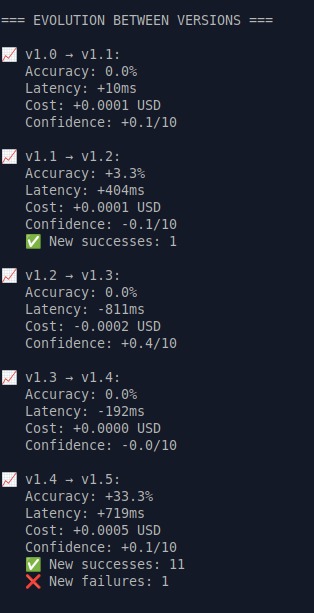 === EVOLUTION BETWEEN VERSIONS ===
📈 v1.0 → v1.1:
Accuracy: 0.0%
Latency: +10ms
Cost: +0.0001 USD
Confidence: +0.1/10
📈 v1.1 → v1.2:
Accuracy: +3.3%
Latency: +404ms
Cost: +0.0001 USD
Confidence: -0.1/10
✅ New successes: 1
📈 v1.2 → v1.3:
Accuracy: 0.0%
Latency: -811ms
Cost: -0.0002 USD
Confidence: +0.4/10
📈 v1.3 → v1.4:
Accuracy: 0.0%
Latency: -192ms
Cost: +0.0000 USD
Confidence: -0.0/10
📈 v1.4 → v1.5:
Accuracy: +33.3%
Latency: +719ms
Cost: +0.0005 USD
Confidence: +0.1/10
✅ New successes: 11
❌ New failures: 1